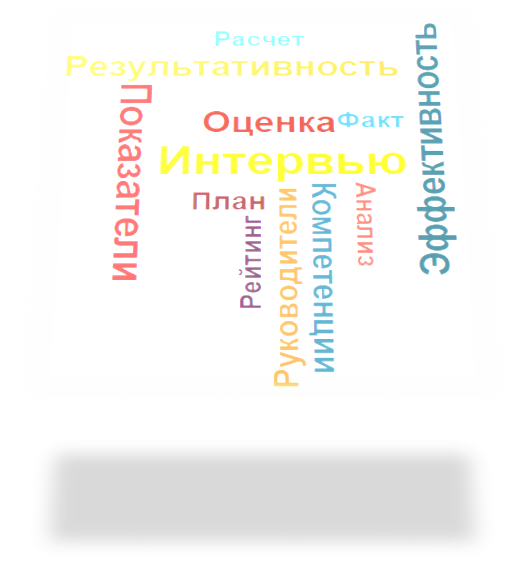 Расчет
Результативность
Показатели
Оценка
Факт
Эффективность
Интервью
План
Рейтинг
Руководители
Компетенции
Анализ